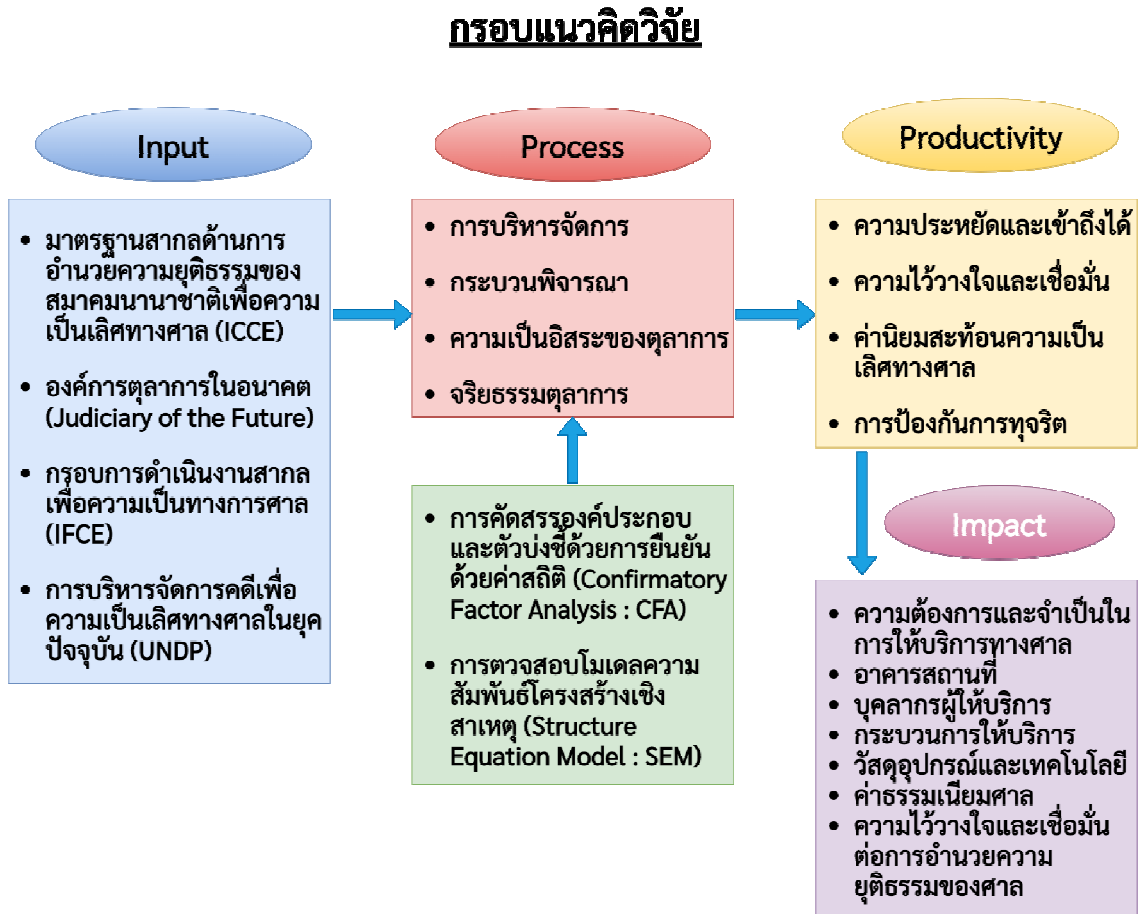 กรอบแนวคิดวิจัย
Input
• มาตรฐานสากลด้านการ
อำนวยความยุติธรรมของ
สมาคมนานาชาติเพื่อความ
เป็นเลิศทางศาล (ICCE)
• องค์การตุลาการในอนาคต
(Judiciary of the Future)
• กรอบการดำเนินงานสากล
เพื่อความเป็นทางการศาล
(IFCE)
• การบริหารจัดการคดีเพื่อ
ความเป็นเลิศทางศาลในยุค
ปัจจุบัน (UNDP)
Process
• การบริหารจัดการ
• กระบวนพิจารณา
• ความเป็นอิสระของตุลาการ
• จริยธรรมตุลาการ
• การคัดสรรองค์ประกอบ
และตัวบ่งชี้ด้วยการยืนยัน
ด้วยค่าสถิติ (Confirmatory
Factor Analysis : CFA)
• การตวจสอบโมเดลความ
สัมพันธ์โครงสร้างเชิง
สาเหตุ (Structure
Equation Model : SEM)
Productivity
• ความประหยัดและเข้าถึงได้
• ความไว้วางใจและเชื่อมั่น
• ค่านิยมสะท้อนความเป็น
เลิศทางศาล
• การป้องกันการทุจริต
Impact
• ความต้องการและจำเป็นใน
การให้บริการทางศาล
• อาคารสถานที่
• บุคลากรผู้ให้บริการ
• กระบวนการให้บริการ
• วัสดุอุปกรณ์และเทคโนโลยี
• ค่าธรรมเนียมศาล
• ความไว้วางใจและเชื่อมั่น
ต่อการอำนวยความ
ยุติธรรมของศาล